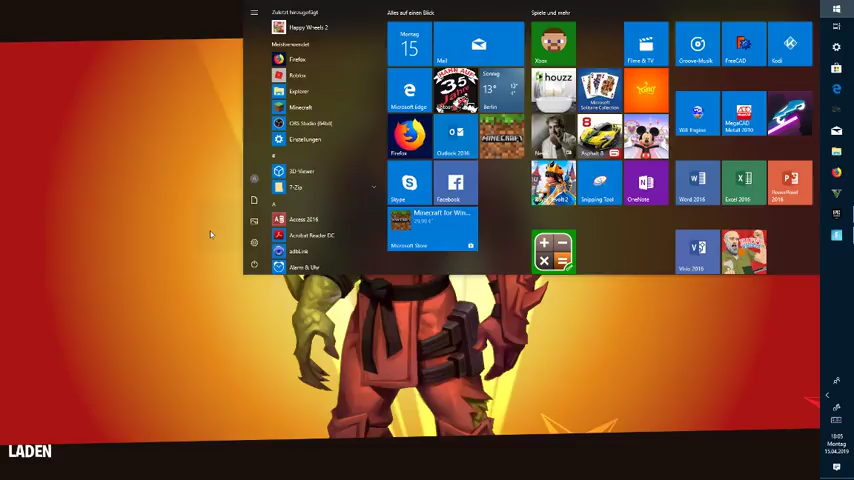 Zuletzt hinzugefügt
Happy Wheels 2
Meistverwendet
Firefox
Roblox
Explorer
Minecraft
OBS Studio (64bit)
Einstellungen
#
3D-Viewer
7-Zip
A
Access 2016
Acrobat Reader DC
adbLink
Alarm & Uhr
Alles auf einen Blick
Montag
15
Mail
Microsoft Edge
35
Jahre
Sonnig
13°
Berlin
Firefox
Outlook 2016
MINECRAFT
Skype
Facebook
Minecraft for Win...
Microsoft Store
Spiele und mehr
Xbox
Filme & TV
houzz
Microsoft
Solitaire Collection
Asphalt 8
Snipping Tool
OneNote
Groove-Musik
FreeCAD
Kodi
Wifi Engine
MegaCAD
Metall 2010
Word 2016
Excel 2016
PowerPoint
2016
Visio 2016
LADEN
18:05
Montag
15.04.2019